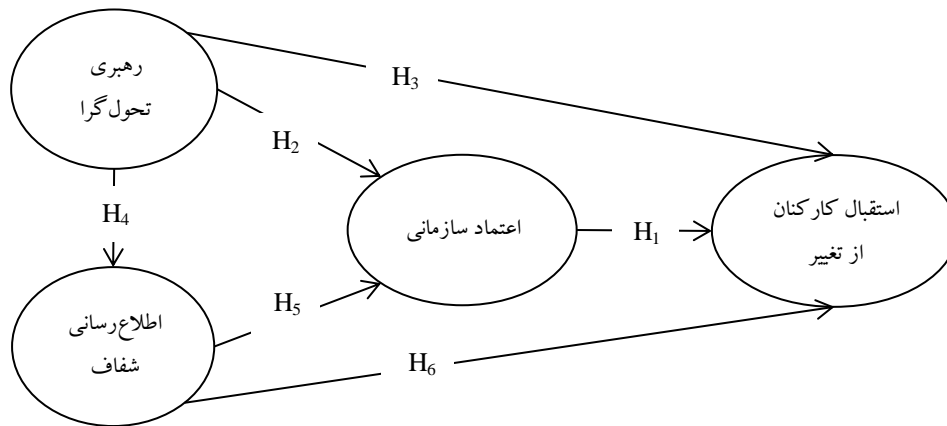 رهبری
تحول‌گرا
H3
H2
H4
اعتماد سازمانی
H1
استقبال کارکنان
از تغییر
اطلاع‌رسانی
شفاف
H5
H6